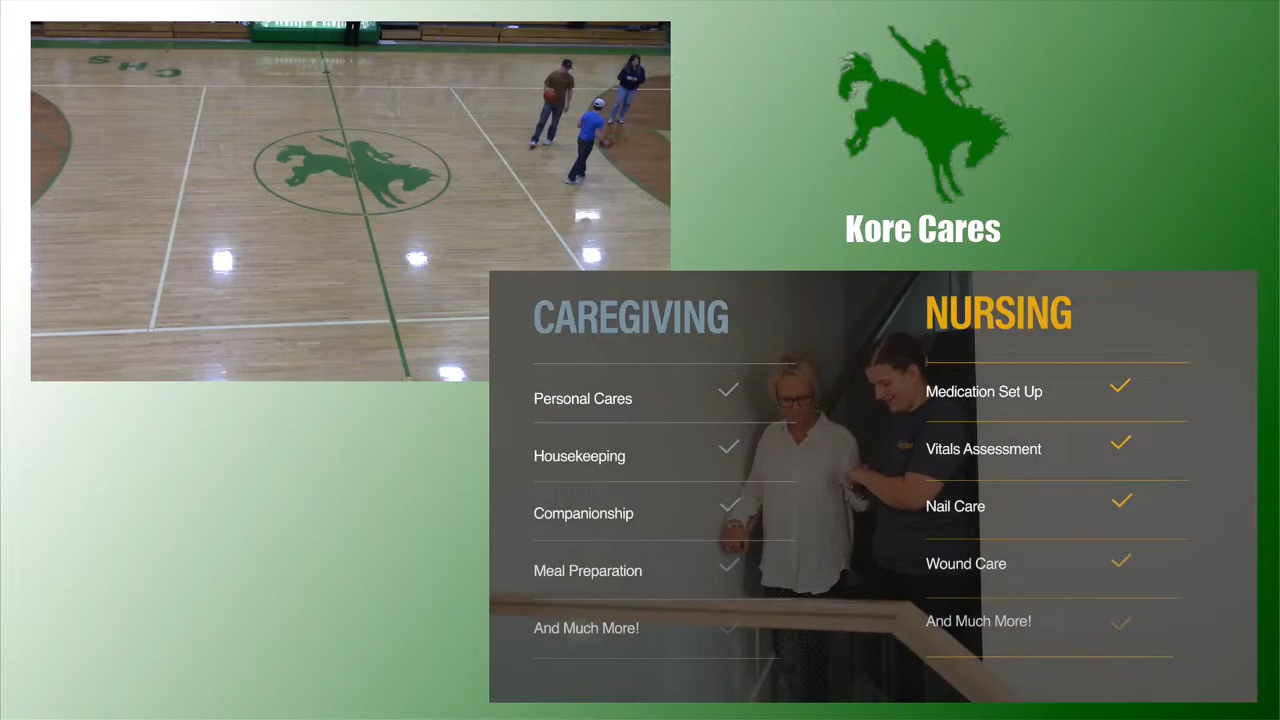 CHS
Kore Cares
CAREGIVING
Personal Cares
Housekeeping
Companionship
Meal Preparation
And Much More!
NURSING
Medication Set Up
Vitals Assessment
Nail Care
Wound Care
And Much More!